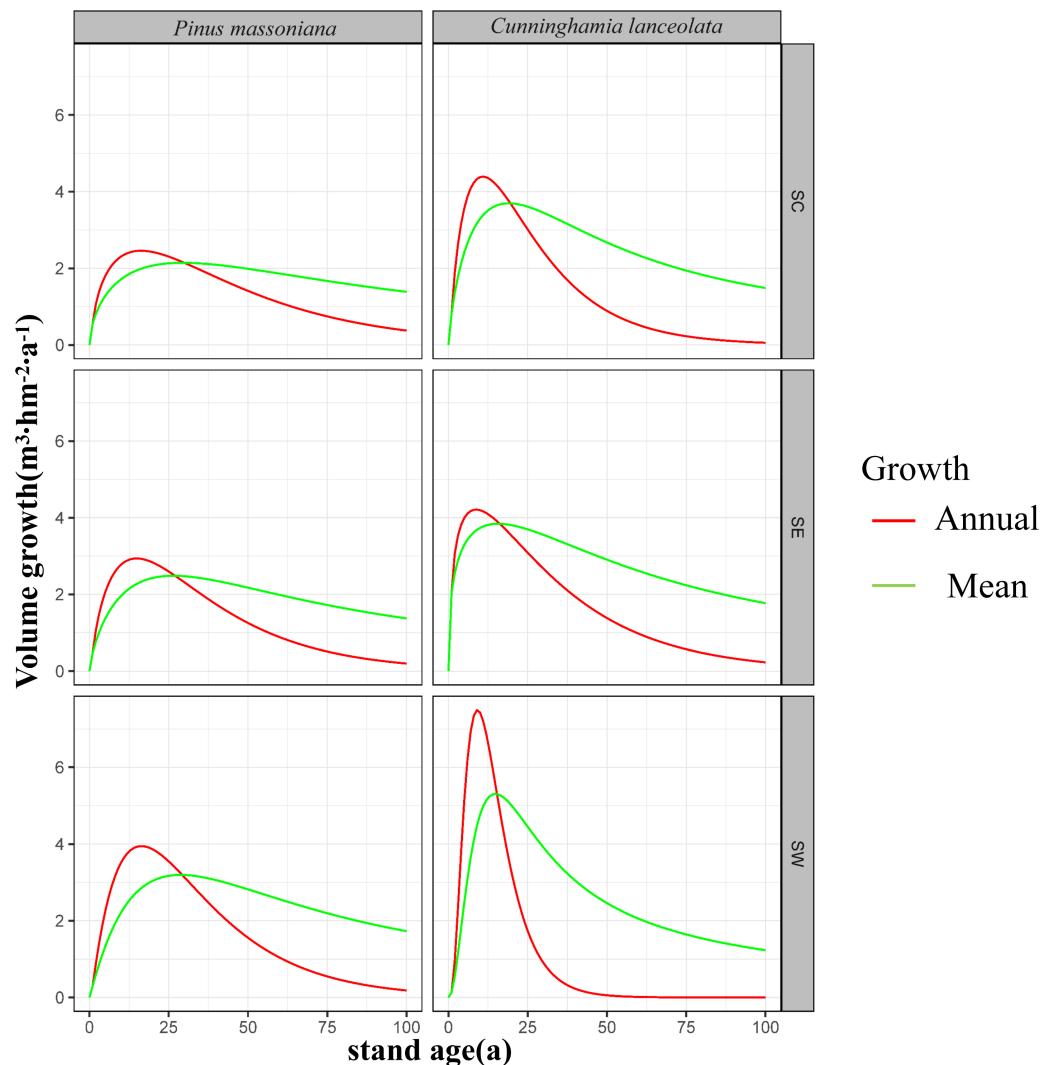 Pinus massoniana
Cunninghamia lanceolata
6
4
2
0
SC
6
4
2
0
SE
6
4
2
0
SW
0 25 50 75 100
0 25 50 75 100
stand age(a)
Volume growth(m³·hm⁻²·a⁻¹)
Growth
Annual
Mean